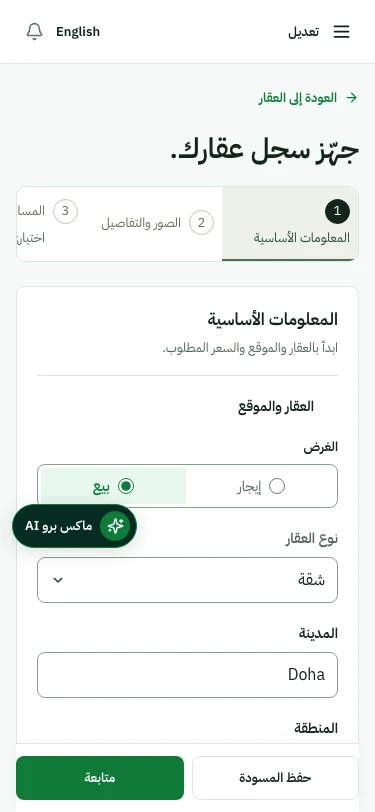 تعديل
English
العودة إلى العقار
جهّز سجل عقارك.
1
المعلومات الأساسية
2
الصور والتفاصيل
3
المعلومات الأساسية
ابدأ بالعقار والموقع والسعر المطلوب.
العقار والموقع
الغرض
إيجار
بيع
ماكس برو AI
نوع العقار
شقة
المدينة
Doha
المنطقة
حفظ المسودة
متابعة